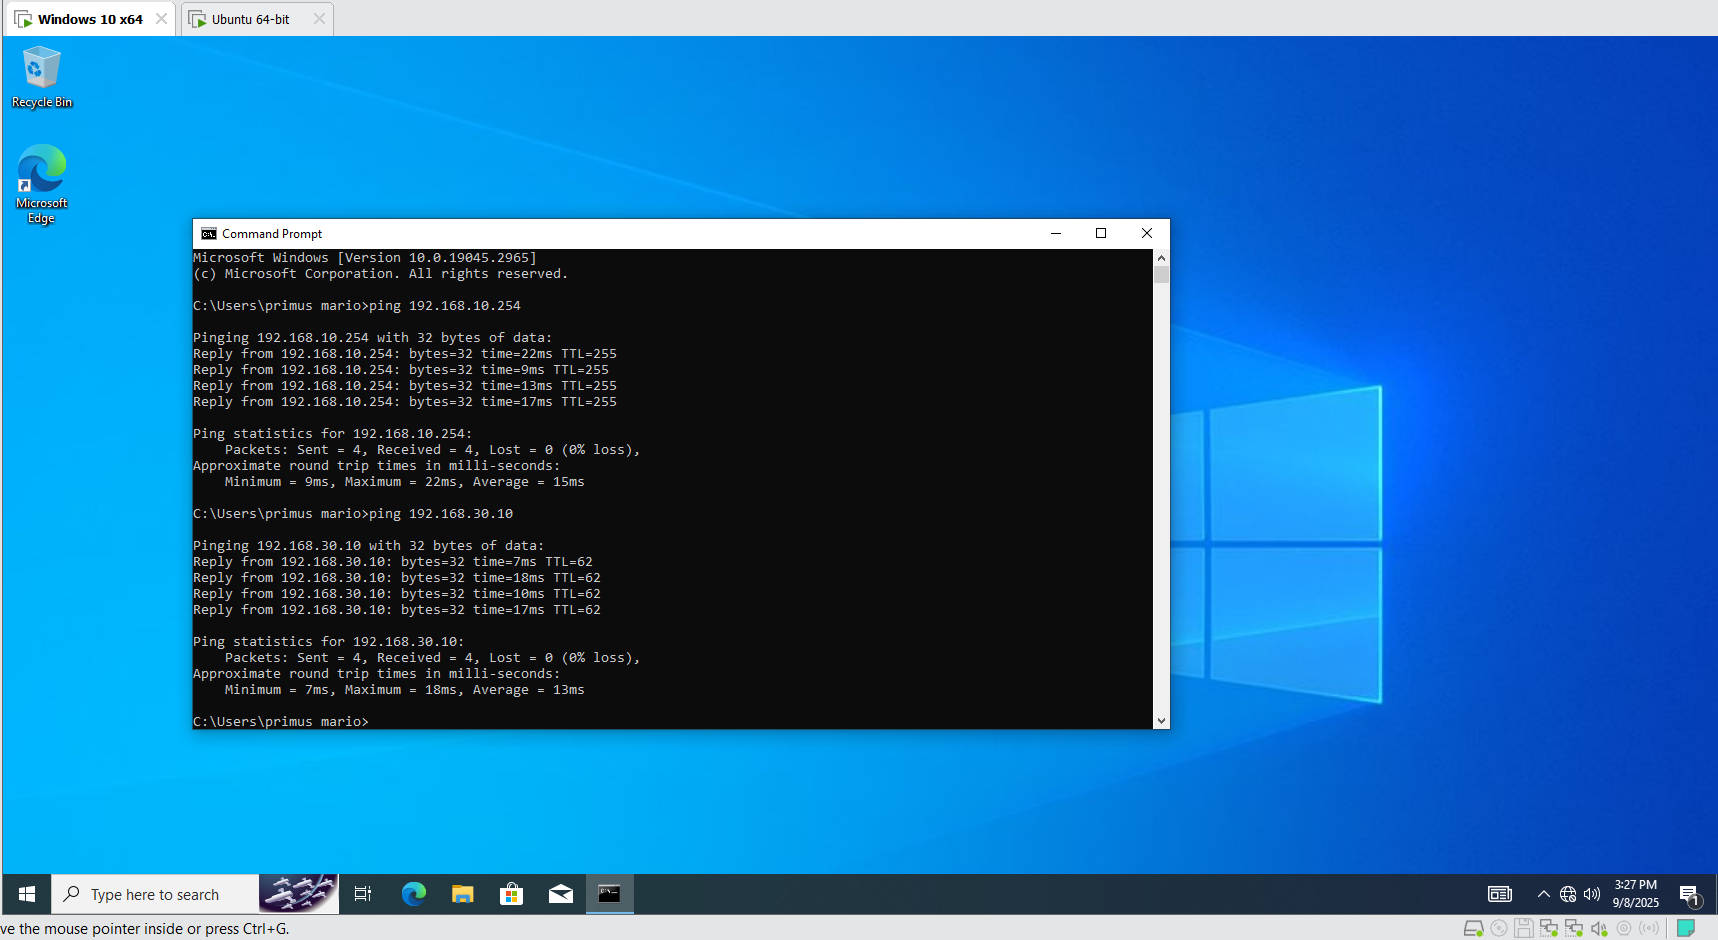 Windows 10 x64
Ubuntu 64-bit
Recycle Bin
Microsoft
Edge
Command Prompt
Microsoft Windows [Version 10.0.19045.2965]
(c) Microsoft Corporation. All rights reserved.
C:\Users\primus mario>ping 192.168.10.254
Pinging 192.168.10.254 with 32 bytes of data:
Reply from 192.168.10.254: bytes=32 time=22ms TTL=255
Reply from 192.168.10.254: bytes=32 time=9ms TTL=255
Reply from 192.168.10.254: bytes=32 time=13ms TTL=255
Reply from 192.168.10.254: bytes=32 time=17ms TTL=255
Ping statistics for 192.168.10.254:
Packets: Sent = 4, Received = 4, Lost = 0 (0% loss),
Approximate round trip times in milli-seconds:
Minimum = 9ms, Maximum = 22ms, Average = 15ms
C:\Users\primus mario>ping 192.168.30.10
Pinging 192.168.30.10 with 32 bytes of data:
Reply from 192.168.30.10: bytes=32 time=7ms TTL=62
Reply from 192.168.30.10: bytes=32 time=18ms TTL=62
Reply from 192.168.30.10: bytes=32 time=10ms TTL=62
Reply from 192.168.30.10: bytes=32 time=17ms TTL=62
Ping statistics for 192.168.30.10:
Packets: Sent = 4, Received = 4, Lost = 0 (0% loss),
Approximate round trip times in milli-seconds:
Minimum = 7ms, Maximum = 18ms, Average = 13ms
C:\Users\primus mario>
Type here to search
3:27 PM
9/8/2025
1
ve the mouse pointer inside or press Ctrl+G.